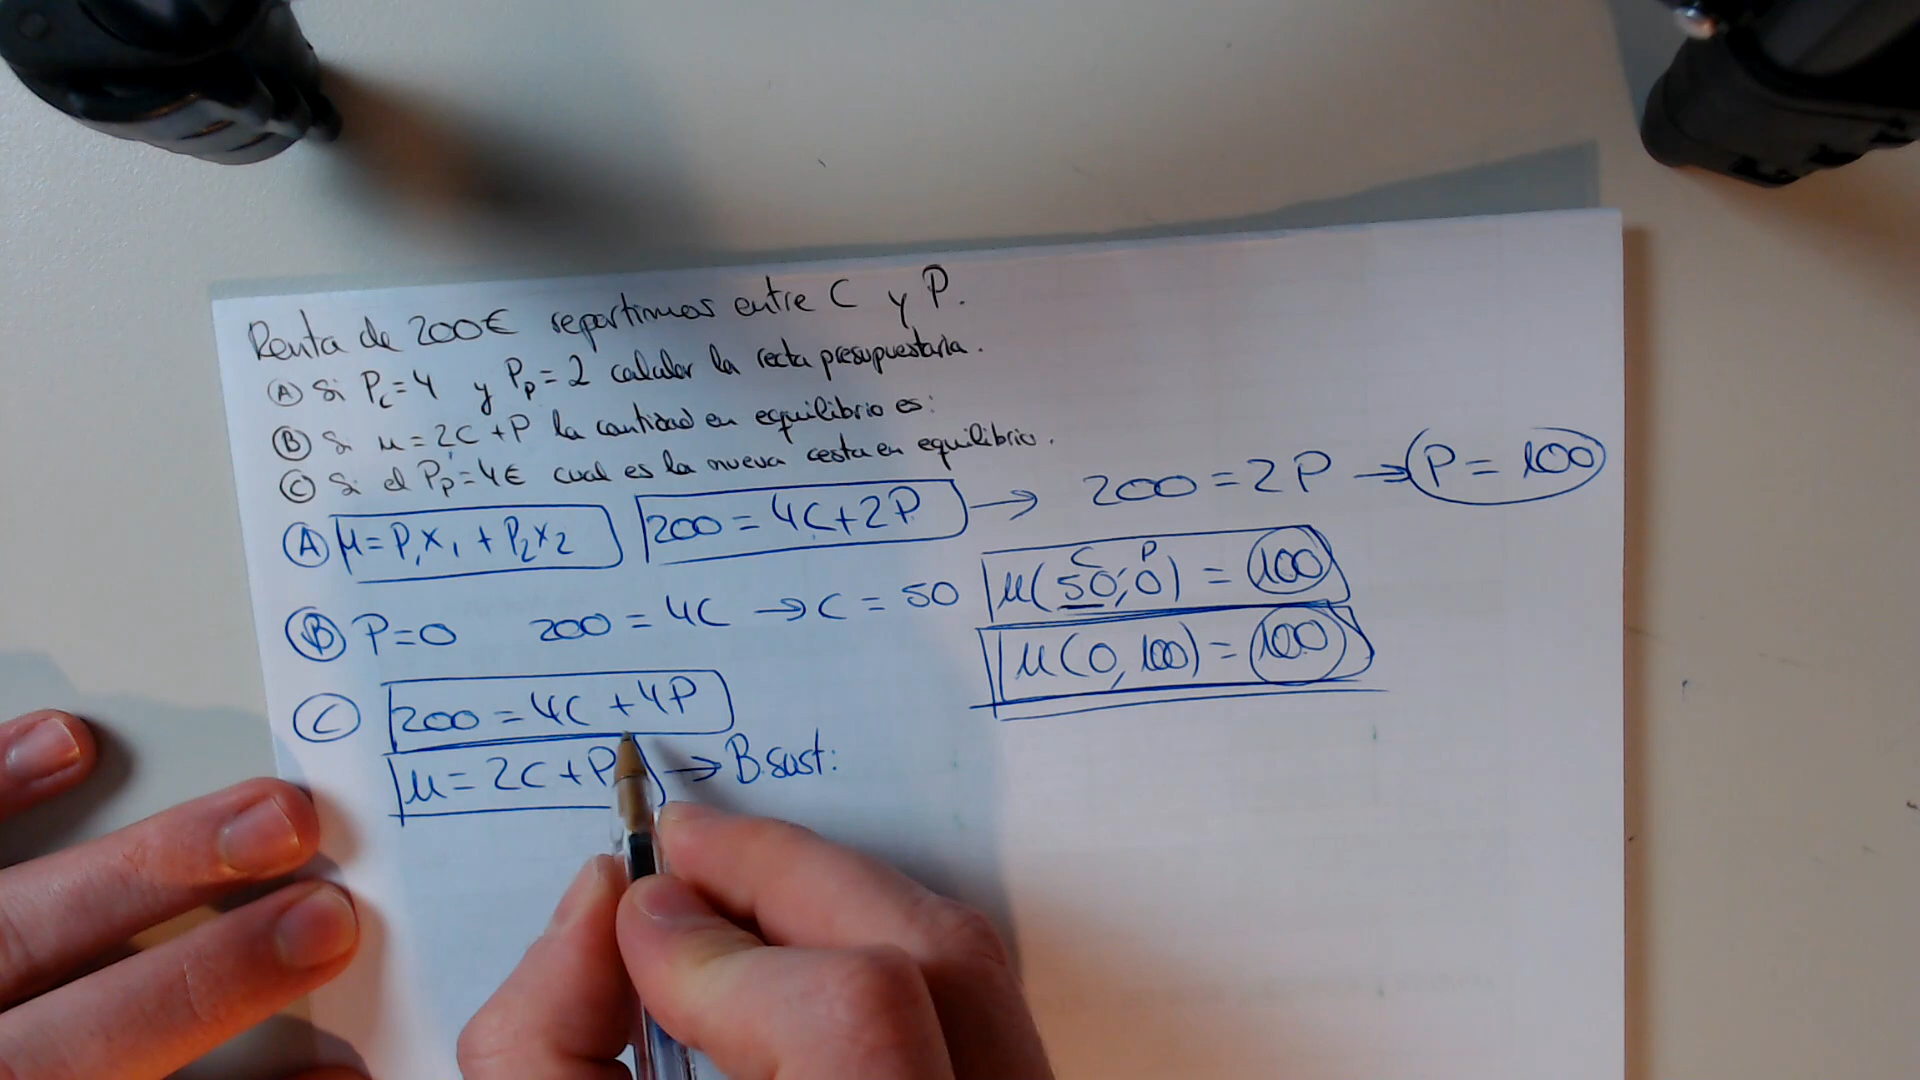 Renta de 200€ repartimos entre C y P.
Ⓐ Si Pc=4 y Pp=2 calcular la recta presupuestaria.
Ⓑ Si u=2C+P la cantidad en equilibrio es:
Ⓒ Si el Pp=4€ cual es la nueva cesta en equilibrio.
Ⓐ μ=P₁x₁ + P₂x₂ 200 = 4C+2P → 200 = 2P → P = 100
Ⓑ P=0 200 = 4C → C = 50
C P
μ(50;0) = 100
μ(0,100) = 100
Ⓒ 200 = 4C + 4P
μ = 2C+P → B.sust: